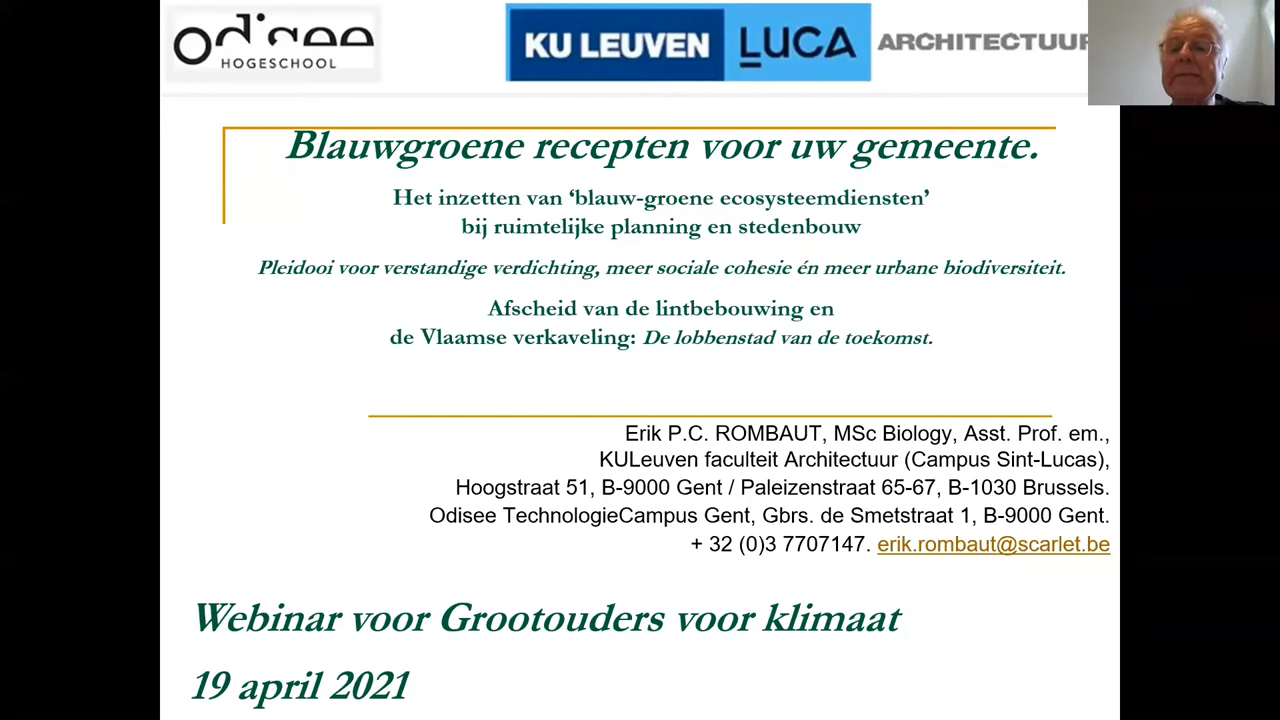 odisee
HOGESCHOOL
KU LEUVEN LUCA ARCHITECTUUR
Blauwgroene recepten voor uw gemeente.
Het inzetten van ‘blauw-groene ecosysteemdiensten’
bij ruimtelijke planning en stedenbouw
Pleidooi voor verstandige verdichting, meer sociale cohesie én meer urbane biodiversiteit.
Afscheid van de lintbebouwing en
de Vlaamse verkaveling: De lobbenstad van de toekomst.
Erik P.C. ROMBAUT, MSc Biology, Asst. Prof. em.,
KULeuven faculteit Architectuur (Campus Sint-Lucas),
Hoogstraat 51, B-9000 Gent / Paleizenstraat 65-67, B-1030 Brussels.
Odisee TechnologieCampus Gent, Gbrs. de Smetstraat 1, B-9000 Gent.
+ 32 (0)3 7707147. erik.rombaut@scarlet.be
Webinar voor Grootouders voor klimaat
19 april 2021